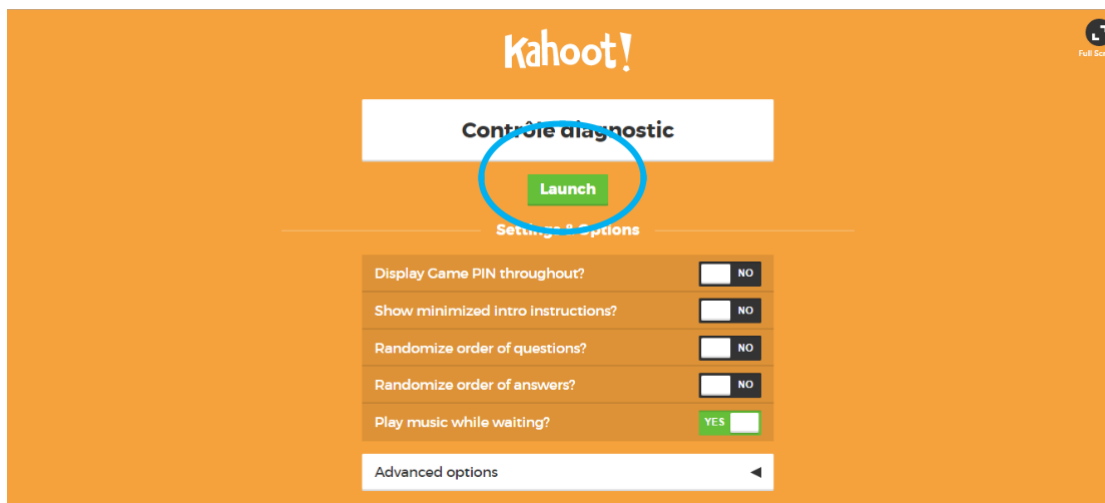 Kahoot!
Full
Contrôle diagnostic
Launch
Settings & Options
Display Game PIN throughout? NO
Show minimized intro instructions? NO
Randomize order of questions? NO
Randomize order of answers? NO
Play music while waiting? YES
Advanced options